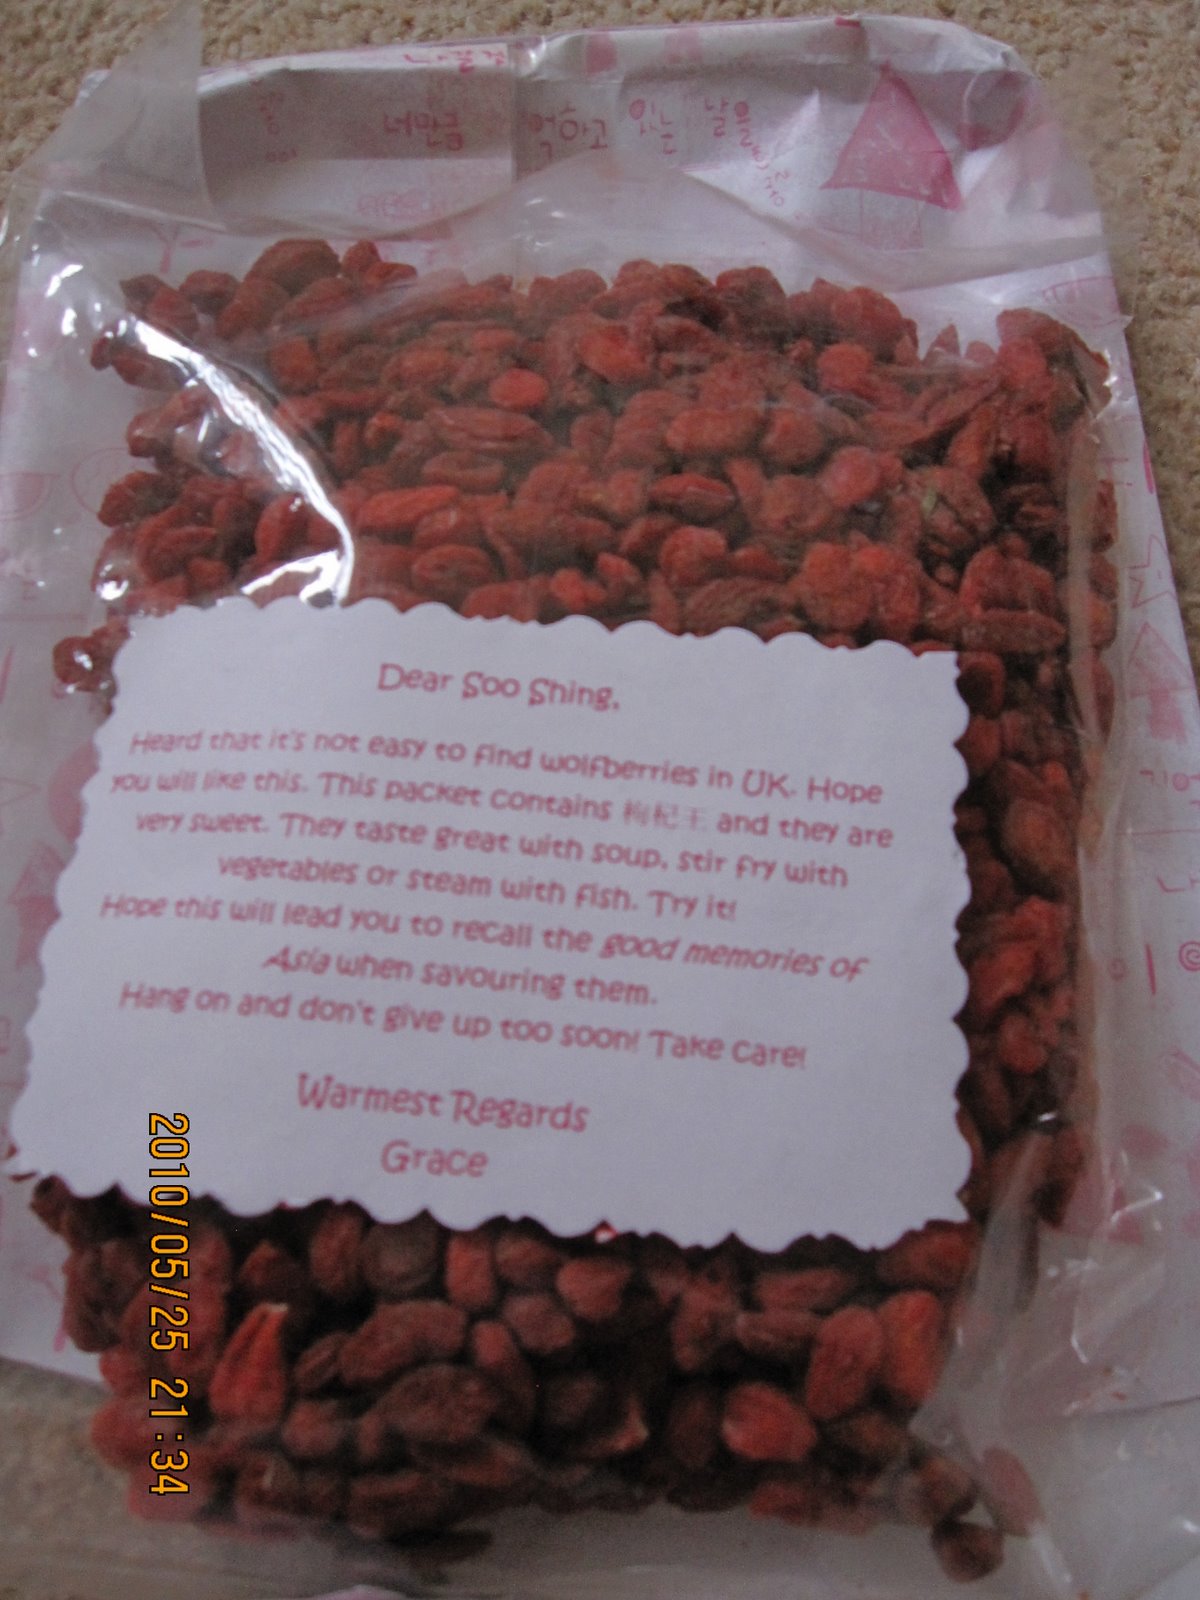 너만큼
Dear Soo Shing,
Heard that it's not easy to find wolfberries in UK. Hope
you will like this. This packet contains 枸杞王 and they are
very sweet. They taste great with soup, stir fry with
vegetables or steam with fish. Try it!
Hope this will lead you to recall the good memories of
Asia when savouring them.
Hang on and don't give up too soon! Take care!
Warmest Regards
Grace
2010/05/25 21:34